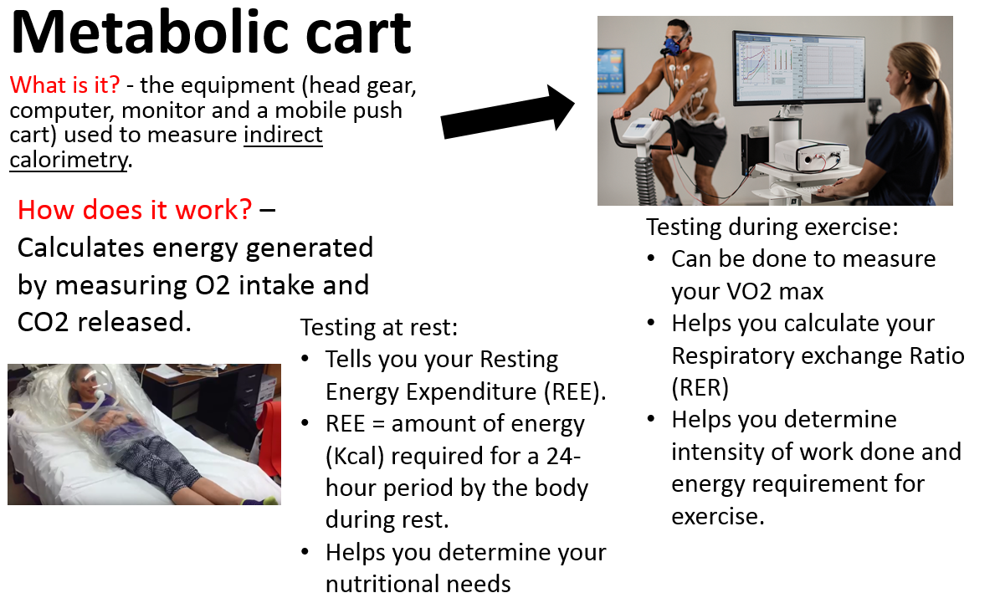 Metabolic cart
What is it? - the equipment (head gear,
computer, monitor and a mobile push
cart) used to measure indirect
calorimetry.
How does it work? –
Calculates energy generated
by measuring O2 intake and
CO2 released.
Testing at rest:
• Tells you your Resting
Energy Expenditure (REE).
• REE = amount of energy
(Kcal) required for a 24-
hour period by the body
during rest.
• Helps you determine your
nutritional needs
Testing during exercise:
• Can be done to measure
your VO2 max
• Helps you calculate your
Respiratory exchange Ratio
(RER)
• Helps you determine
intensity of work done and
energy requirement for
exercise.